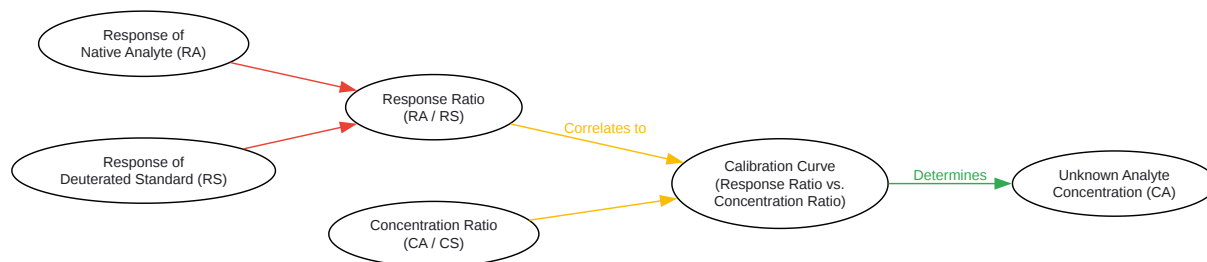 Response of
Native Analyte (RA)
Response of
Deuterated Standard (RS)
Response Ratio
(RA / RS)
Correlates to
Concentration Ratio
(CA / CS)
Calibration Curve
(Response Ratio vs.
Concentration Ratio)
Determines
Unknown Analyte
Concentration (CA)